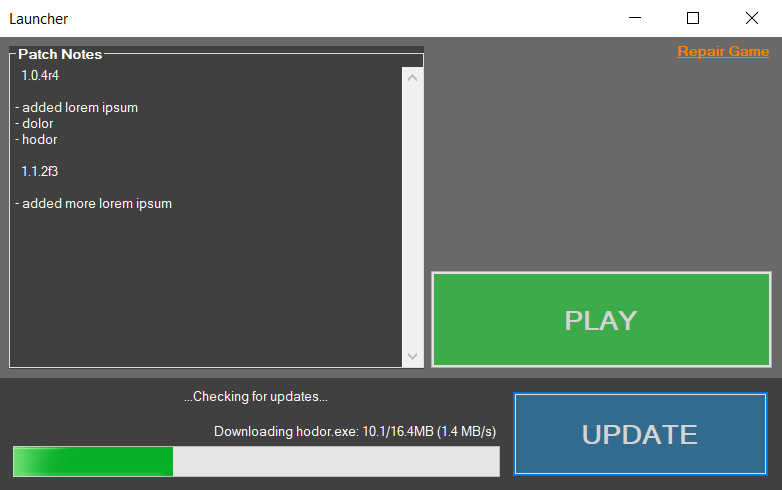 Launcher
Repair Game
Patch Notes
1.0.4r4
- added lorem ipsum
- dolor
- hodor
1.1.2f3
- added more lorem ipsum
PLAY
...Checking for updates...
Downloading hodor.exe: 10.1/16.4MB (1.4 MB/s)
UPDATE